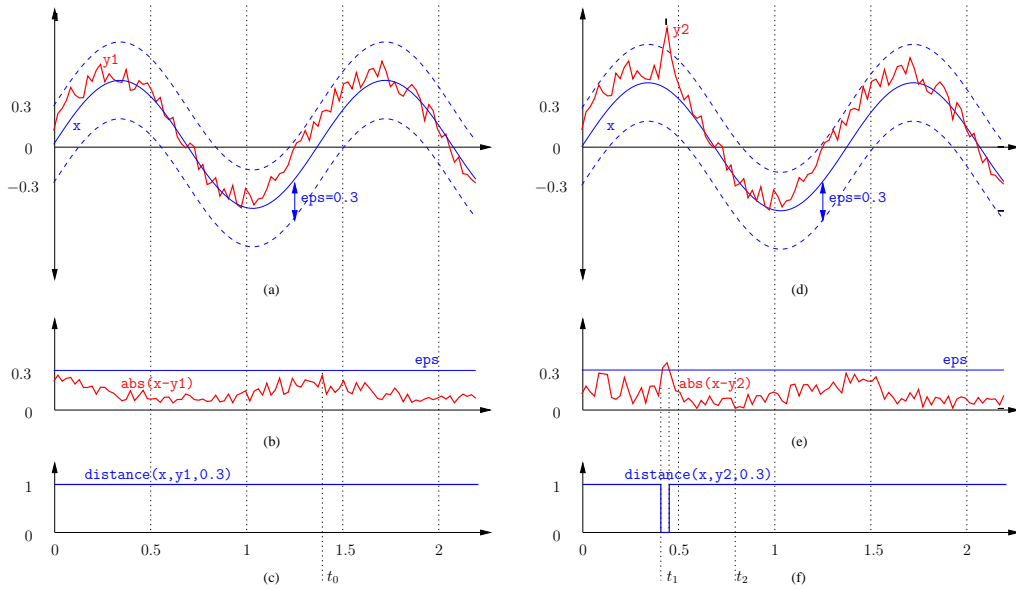 y1
0.3
x
0
−0.3
eps=0.3
(a)
eps
0.3
abs(x-y1)
0
(b)
distance(x,y1,0.3)
1
0
0
0.5
1
1.5
2
(c)
t0
y2
0.3
x
0
−0.3
eps=0.3
(d)
eps
0.3
abs(x-y2)
0
(e)
distance(x,y2,0.3)
1
0
0
0.5
1
1.5
2
t1
t2
(f)